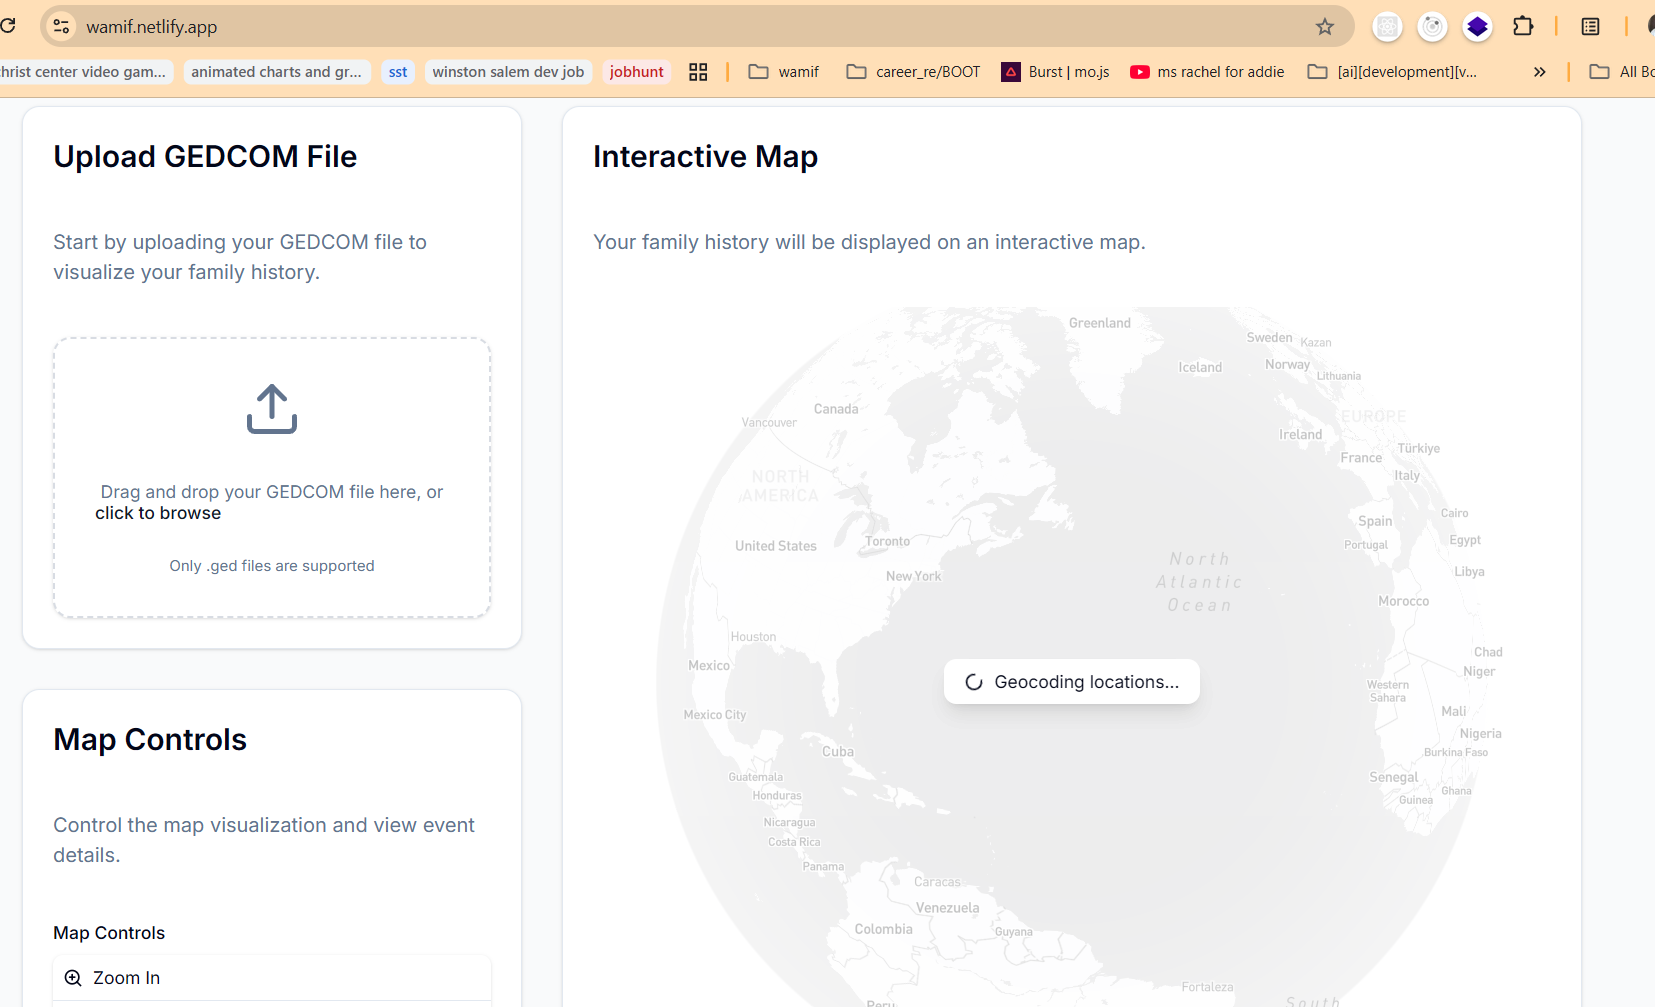 wamif.netlify.app
hrist center video gam...
animated charts and gr...
sst
winston salem dev job
jobhunt
wamif
career_re/BOOT
Burst | mo.js
ms rachel for addie
[ai][development][v...
»
All Bo
Upload GEDCOM File
Start by uploading your GEDCOM file to
visualize your family history.
Drag and drop your GEDCOM file here, or
click to browse
Only .ged files are supported
Map Controls
Control the map visualization and view event
details.
Map Controls
Zoom In
Interactive Map
Your family history will be displayed on an interactive map.
Greenland
Sweden
Kazan
Iceland
Norway
Lithuania
Canada
Vancouver
EUROPE
Ireland
Türkiye
France
Italy
NORTH
AMERICA
Cairo
Spain
United States
Toronto
Portugal
Egypt
North
Atlantic
Ocean
New York
Libya
Morocco
Houston
Chad
Mexico
Niger
Geocoding locations...
Western
Sahara
Mexico City
Mali
Nigeria
Cuba
Burkina Faso
Guatemala
Senegal
Honduras
Ghana
Guinea
Nicaragua
Costa Rica
Panama
Caracas
Venezuela
Colombia
Guyana
Fortaleza
Peru
South